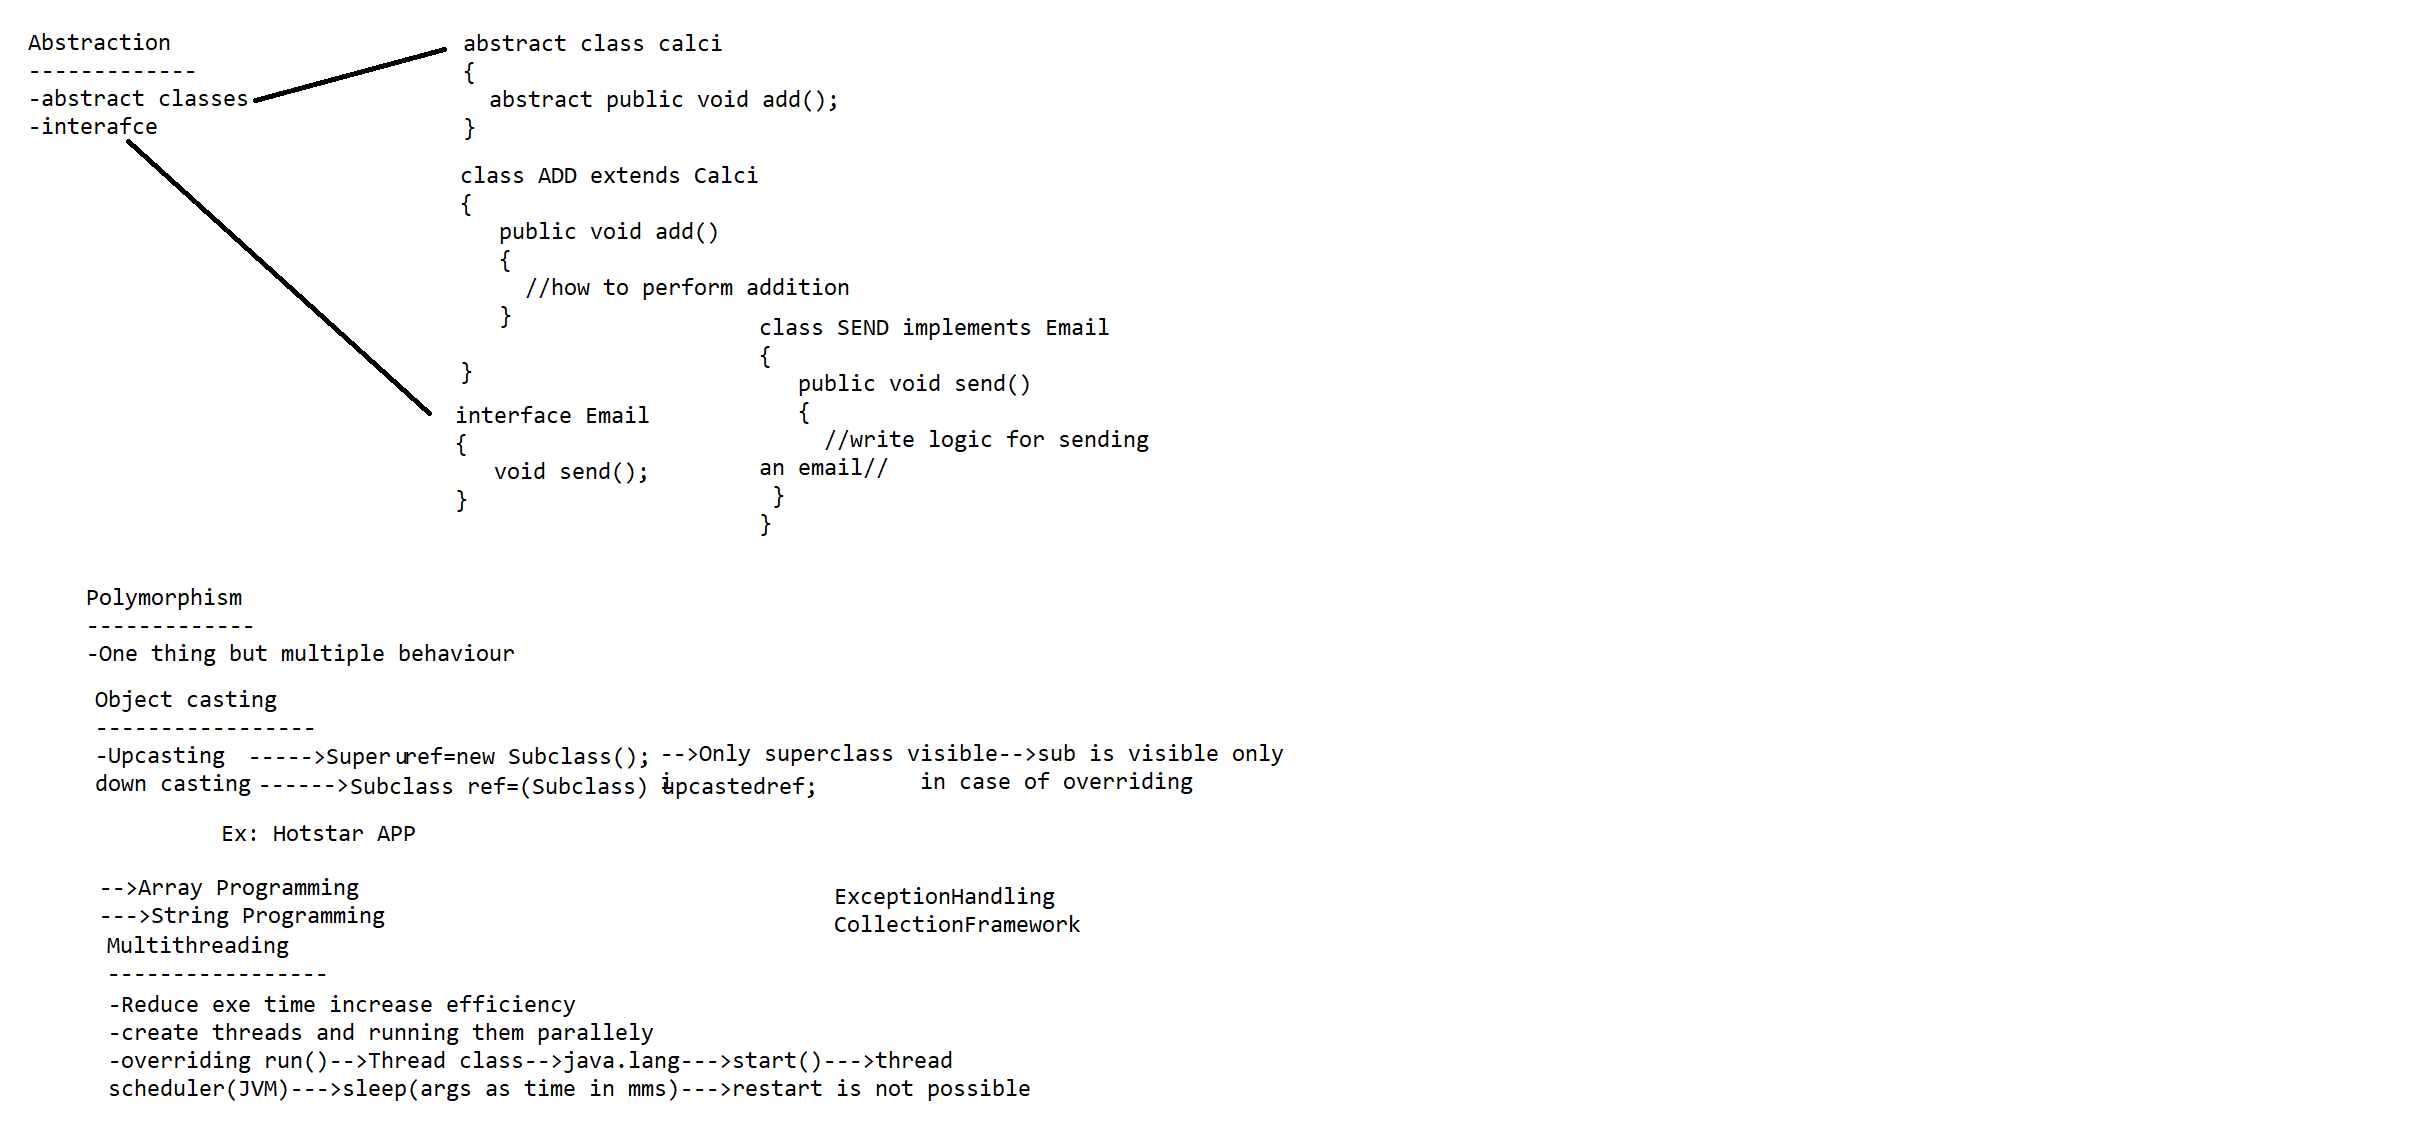 Abstraction
-------------
-abstract classes
-interafce
abstract class calci
{
  abstract public void add();
}
class ADD extends Calci
{
   public void add()
   {
     //how to perform addition
   }
}
interface Email
{
   void send();
}
class SEND implements Email
{
   public void send()
   {
     //write logic for sending
an email//
 }
}
Polymorphism
-------------
-One thing but multiple behaviour
Object casting
-----------------
-Upcasting ----->Super uref=new Subclass(); -->Only superclass visible-->sub is visible only
i in case of overriding
down casting ------>Subclass ref=(Subclass) upcastedref;
Ex: Hotstar APP
-->Array Programming
--->String Programming
ExceptionHandling
CollectionFramework
Multithreading
-----------------
-Reduce exe time increase efficiency
-create threads and running them parallely
-overriding run()-->Thread class-->java.lang--->start()--->thread
scheduler(JVM)--->sleep(args as time in mms)--->restart is not possible